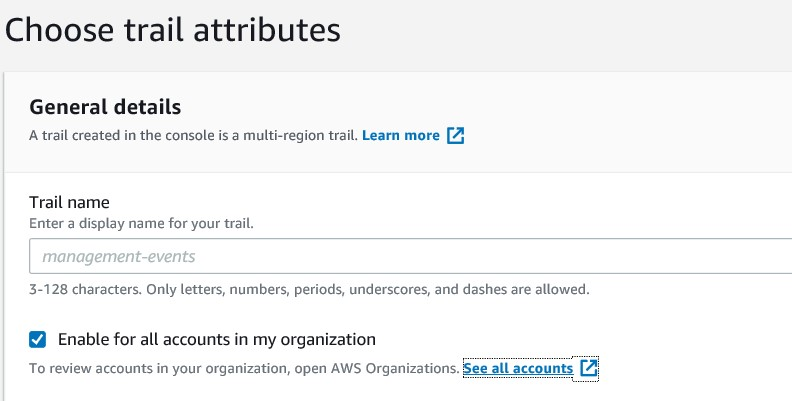 Choose trail attributes
General details
A trail created in the console is a multi-region trail. Learn more
Trail name
Enter a display name for your trail.
management-events
3-128 characters. Only letters, numbers, periods, underscores, and dashes are allowed.
Enable for all accounts in my organization
To review accounts in your organization, open AWS Organizations. See all accounts